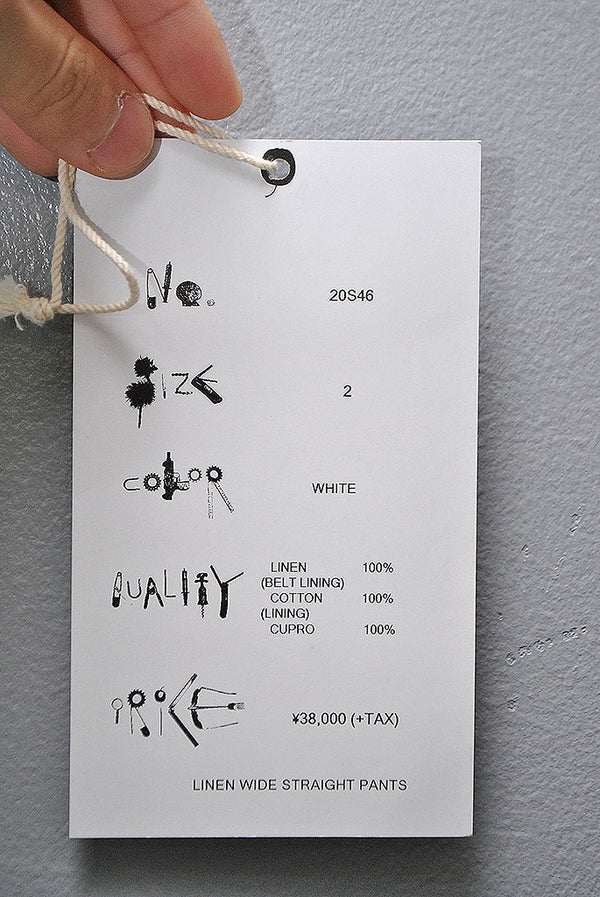 No. 20S46
SIZE 2
COLOR WHITE
QUALITY LINEN 100%
(BELT LINING)
COTTON 100%
(LINING)
CUPRO 100%
PRICE ¥38,000 (+TAX)
LINEN WIDE STRAIGHT PANTS